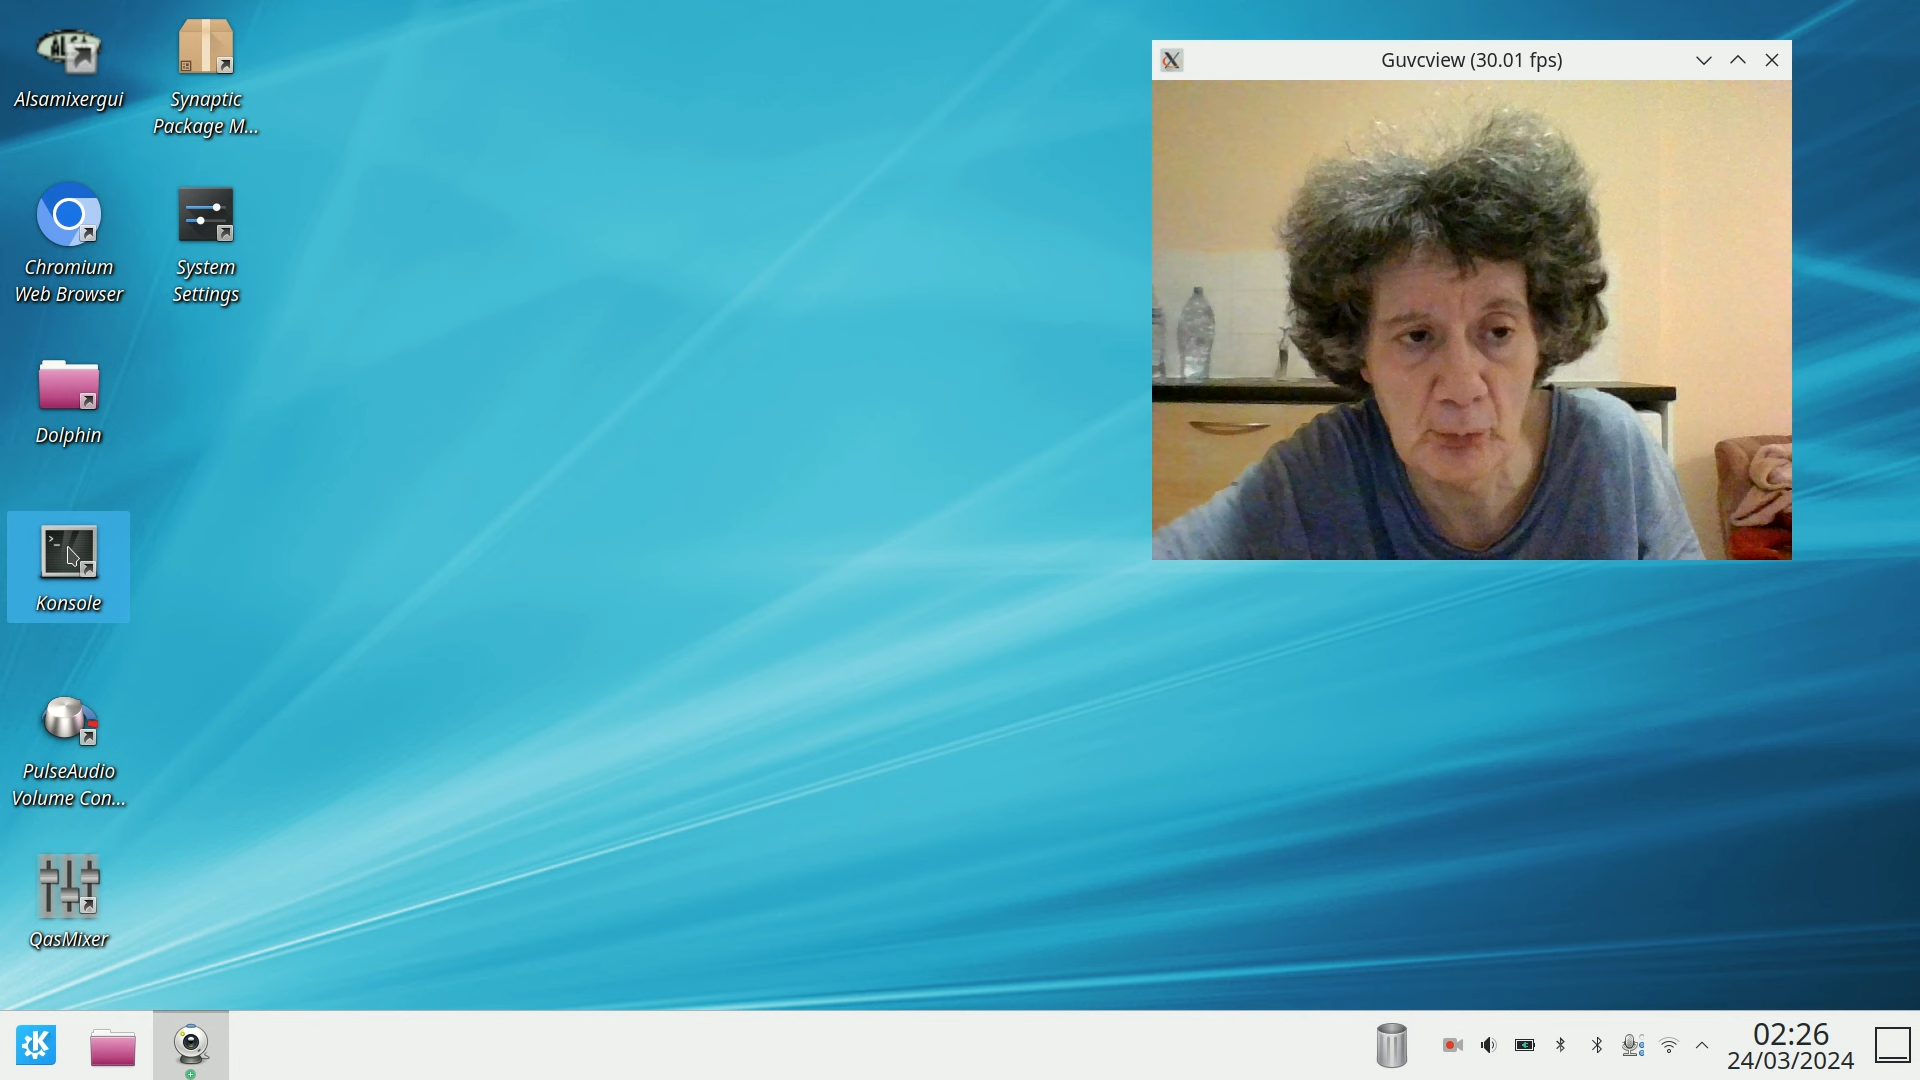 Alsamixergui
Synaptic
Package M...
Chromium
Web Browser
System
Settings
Dolphin
Konsole
PulseAudio
Volume Con...
QasMixer
Guvcview (30.01 fps)
02:26
24/03/2024